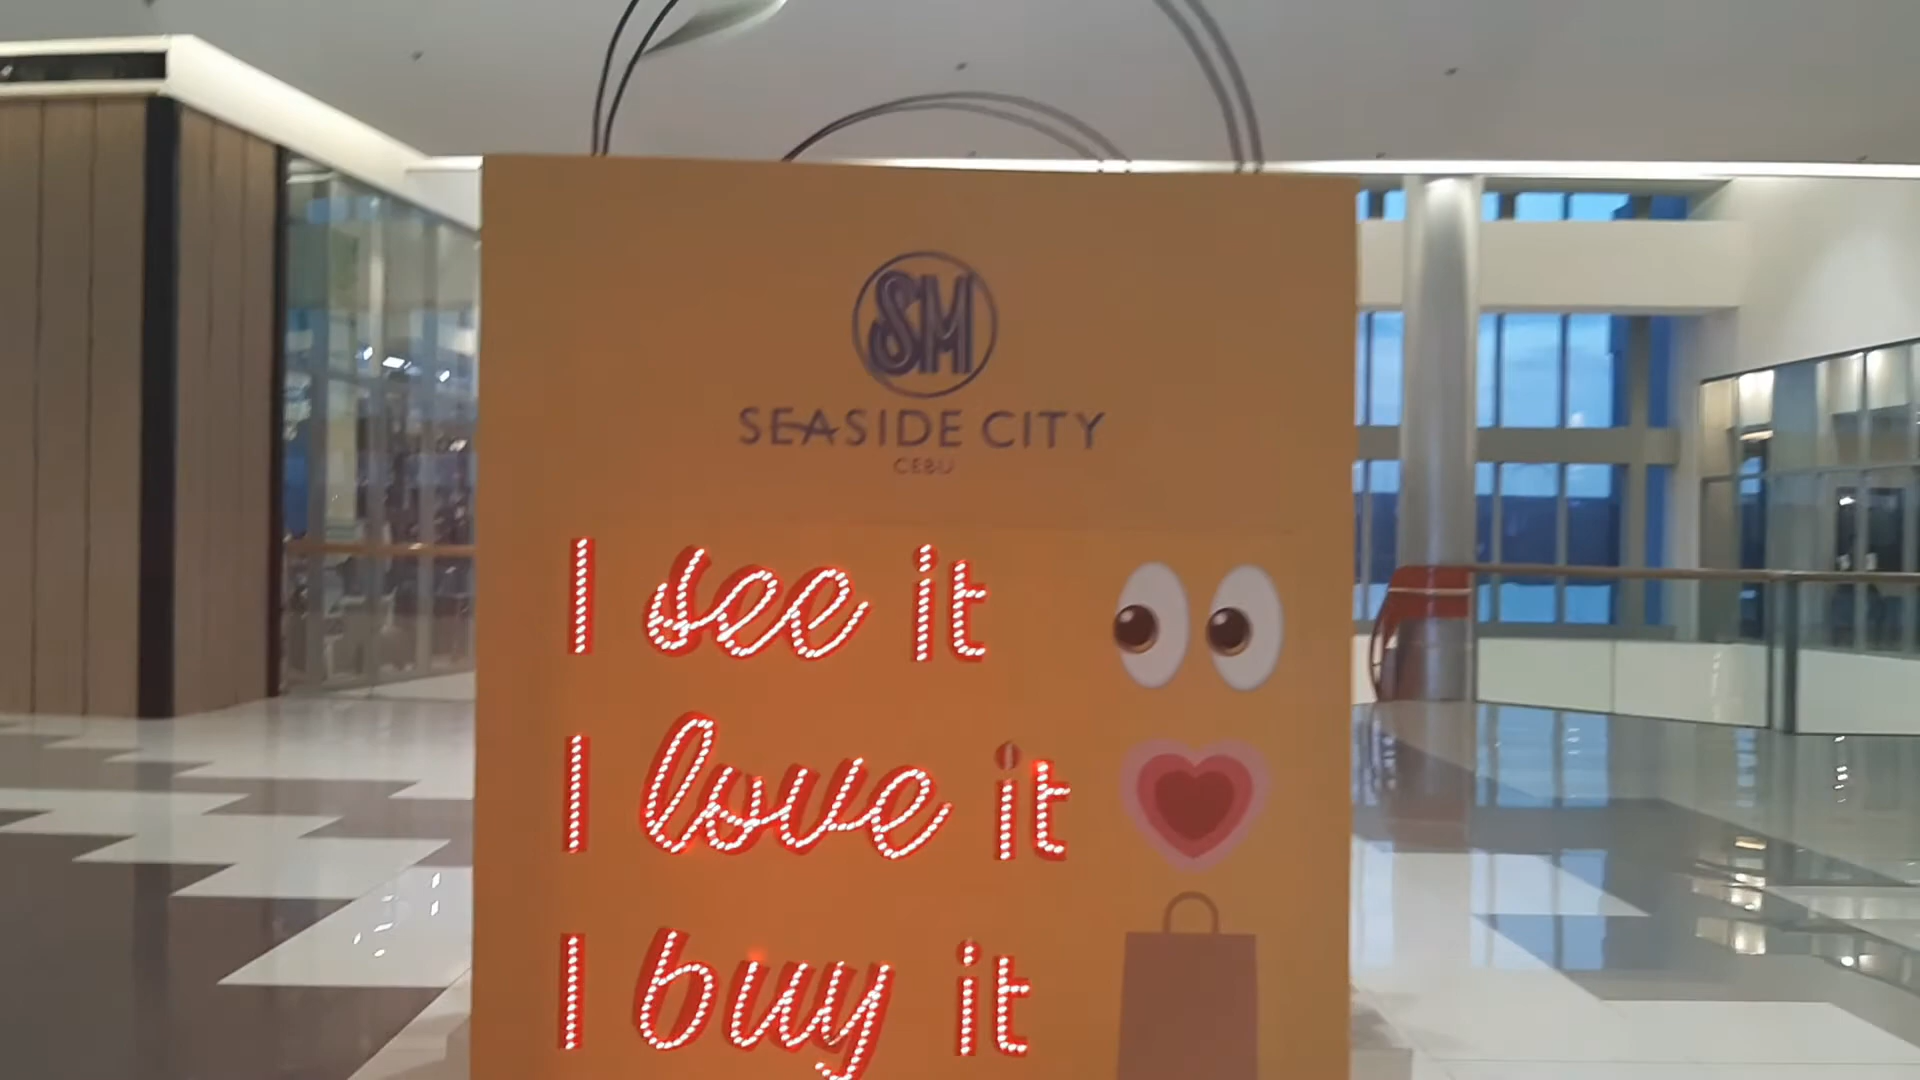 SM
SEASIDE CITY
CEBU
I see it
I love it
I buy it